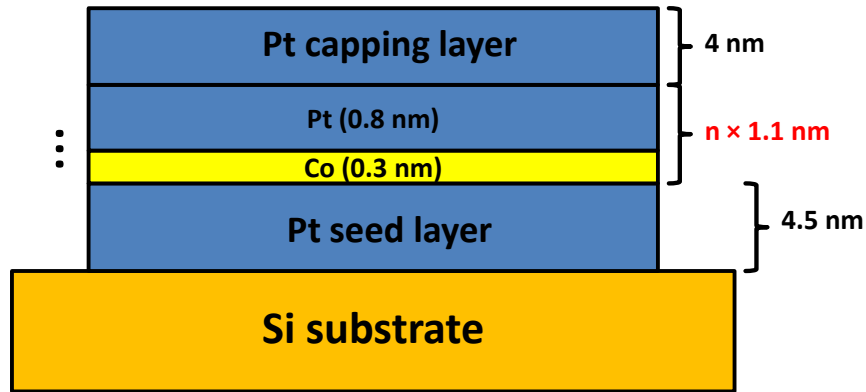 Pt capping layer
4 nm
Pt (0.8 nm)
n × 1.1 nm
Co (0.3 nm)
Pt seed layer
4.5 nm
Si substrate